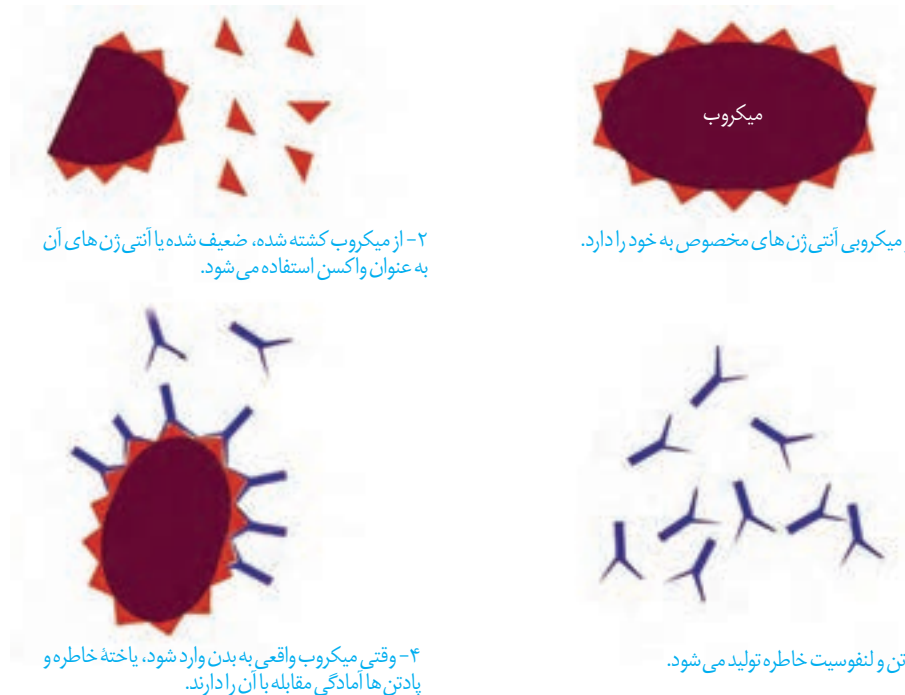 میکروب
میکروبی آنتی‌ژن‌های مخصوص به خود را دارد.
۲- از میکروب کشته شده، ضعیف شده یا آنتی‌ژن‌های آن
به عنوان واکسن استفاده می‌شود.
تن و لنفوسیت خاطره تولید می‌شود.
۴- وقتی میکروب واقعی به بدن وارد شود، یاختهٔ خاطره و
پادتن‌ها آمادگی مقابله با آن را دارند.